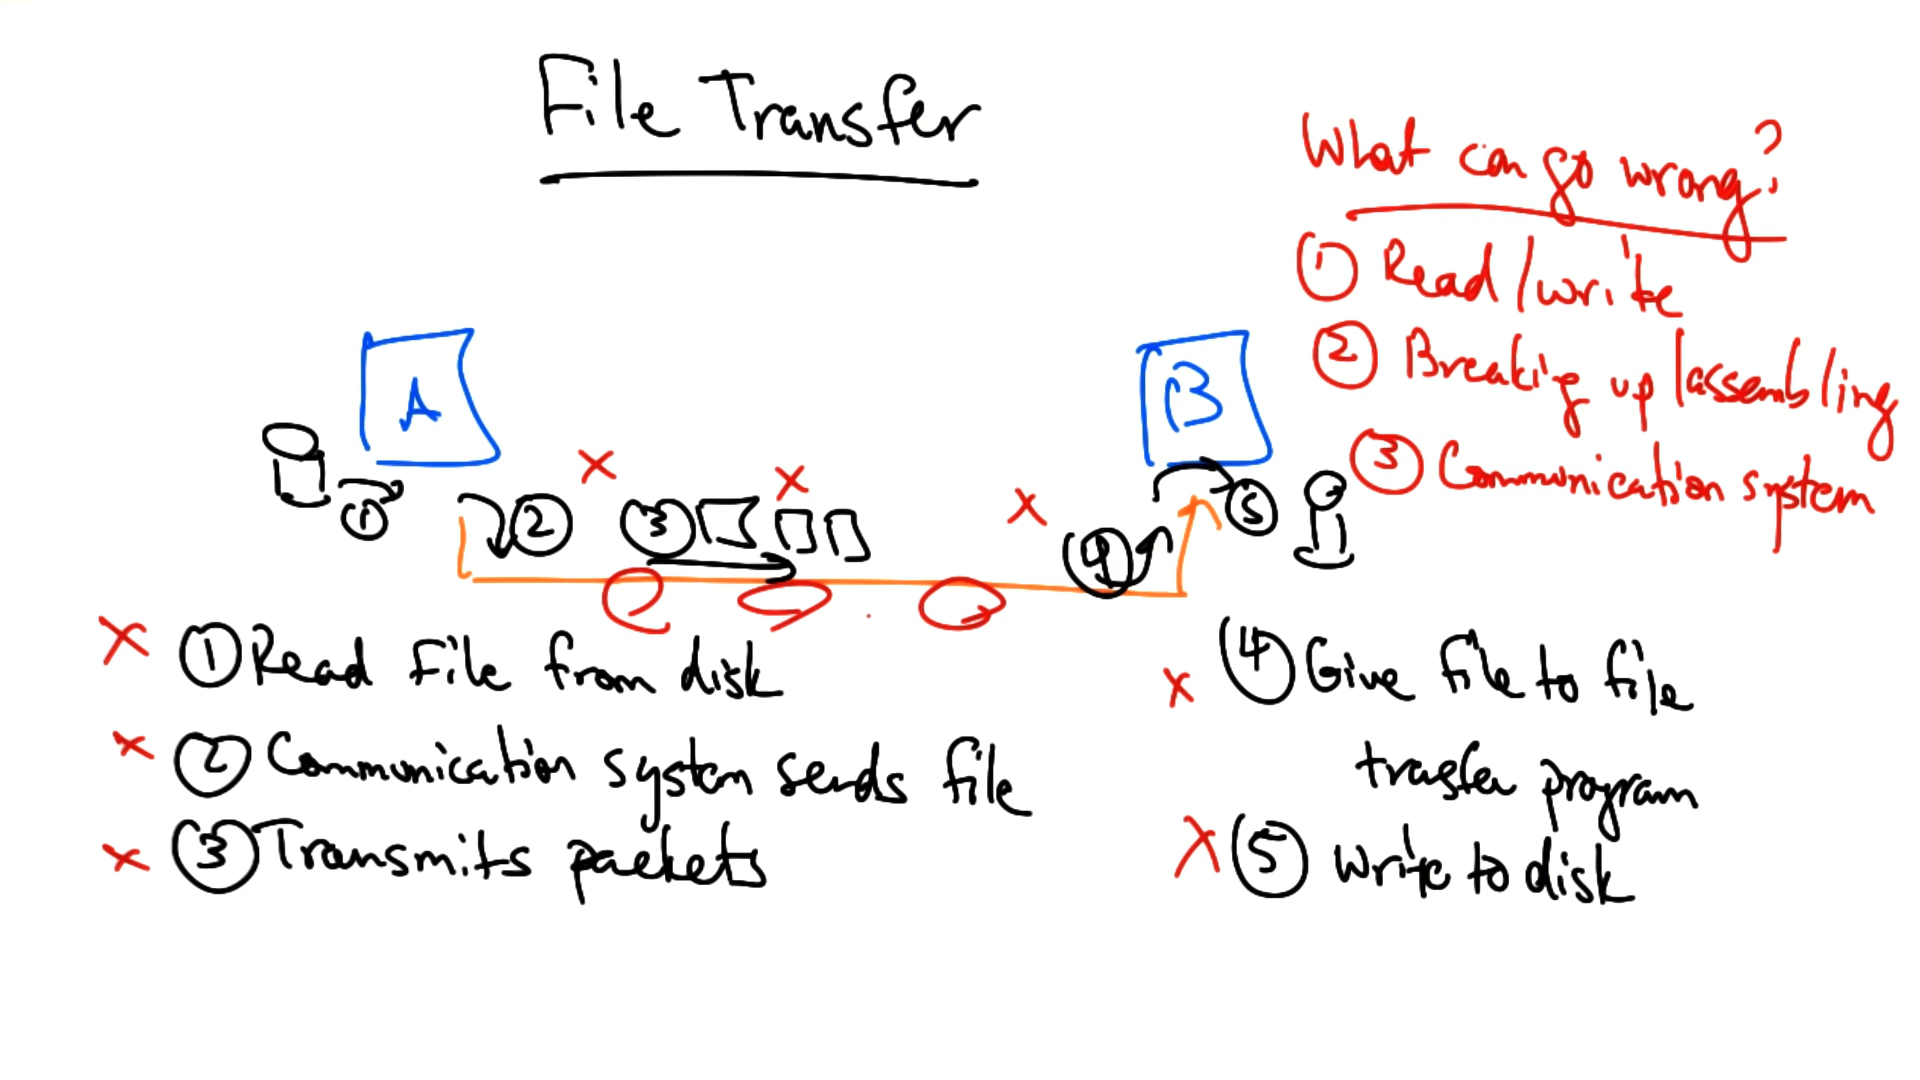 File Transfer
What can go wrong?
① Read/write
② Breaking up/assembling
③ Communication system
A
B
①
②
③
④
⑤
① Read File from disk
② Communication system sends file
③ Transmits packets
④ Give file to file
trasfer program
⑤ Write to disk